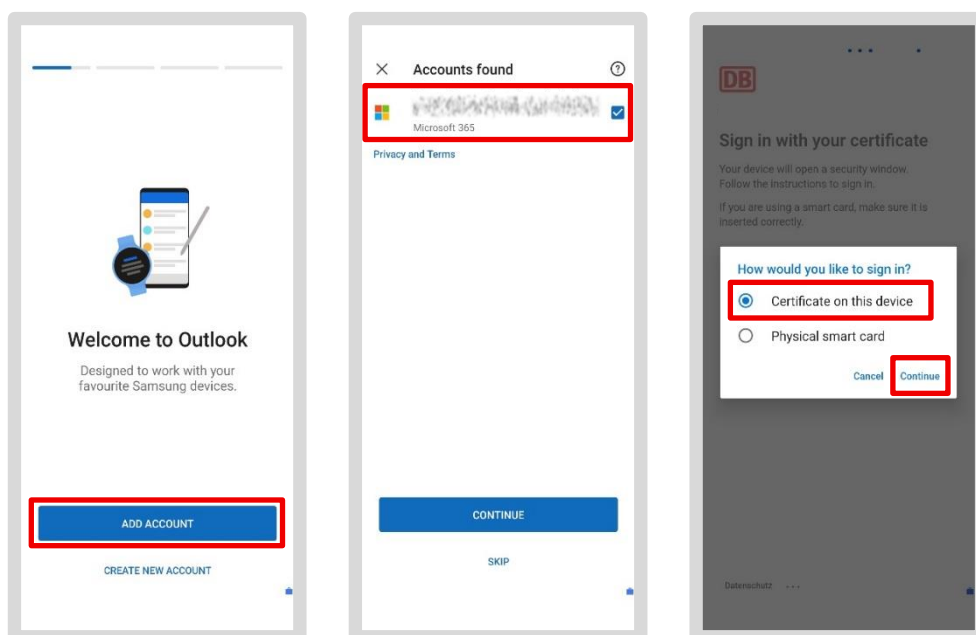 Welcome to Outlook
Designed to work with your
favourite Samsung devices.
ADD ACCOUNT
CREATE NEW ACCOUNT
Accounts found
Microsoft 365
Privacy and Terms
CONTINUE
SKIP
DB
Sign in with your certificate
Your device will open a security window.
Follow the instructions to sign in.
If you are using a smart card, make sure it is
inserted correctly.
How would you like to sign in?
Certificate on this device
Physical smart card
Cancel Continue
Datenschutz ...